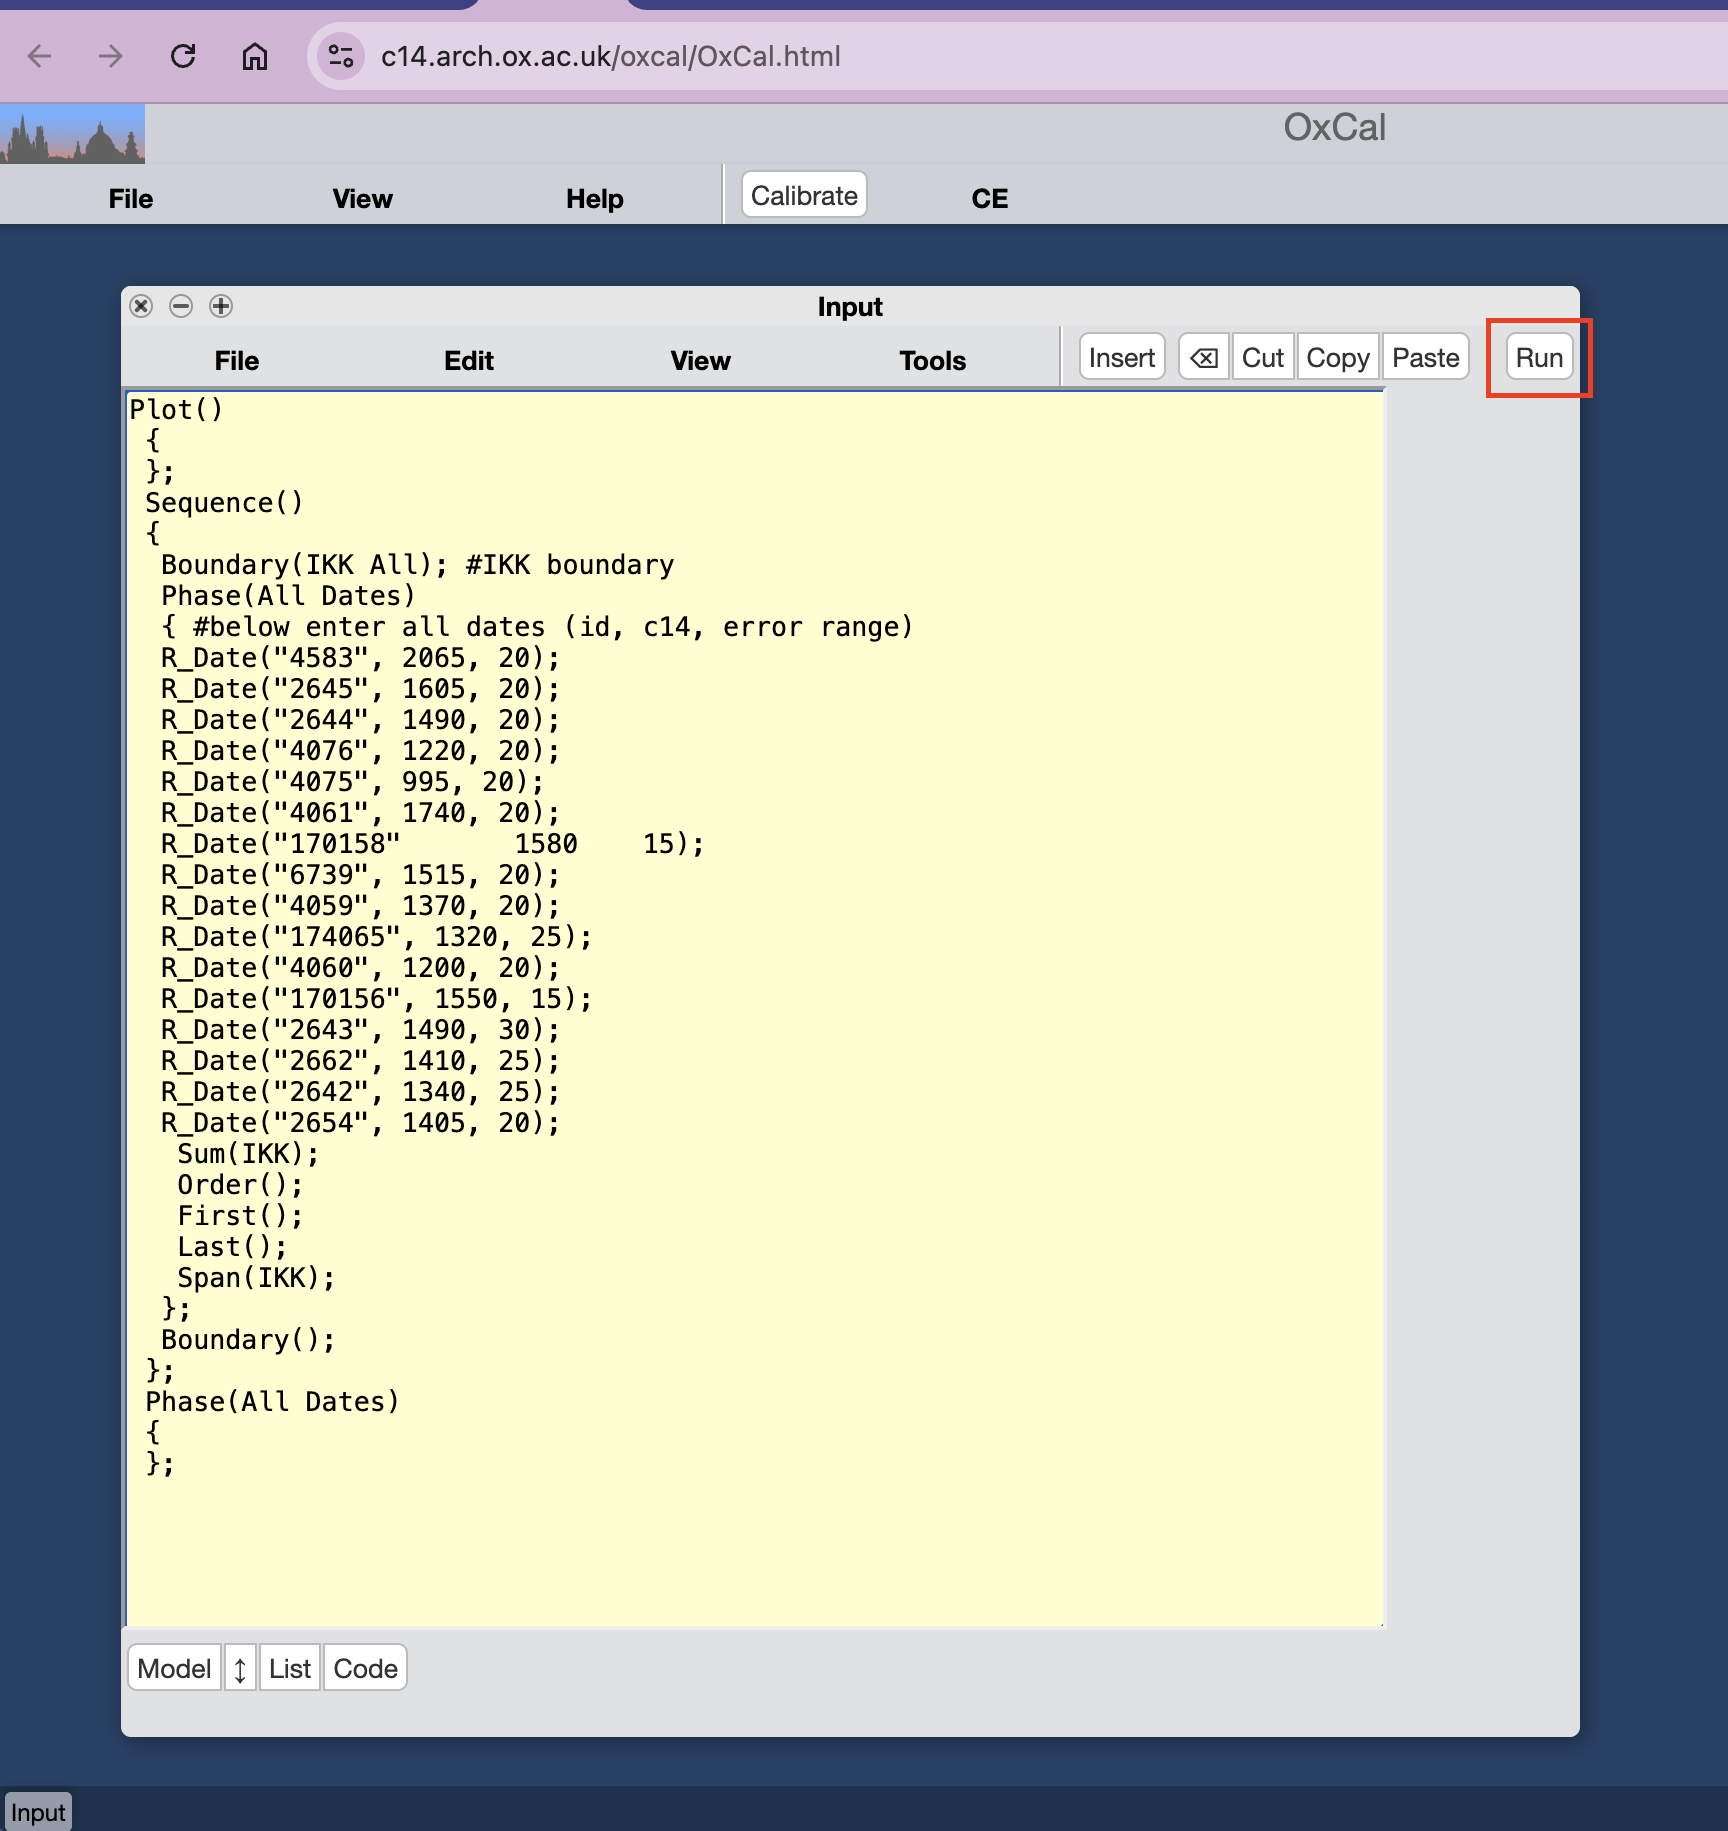 c14.arch.ox.ac.uk/oxcal/OxCal.html
OxCal
File View Help Calibrate CE
Input
File Edit View Tools Insert Cut Copy Paste Run
Plot()
{
};
Sequence()
{
Boundary(IKK All); #IKK boundary
Phase(All Dates)
{ #below enter all dates (id, c14, error range)
R_Date("4583", 2065, 20);
R_Date("2645", 1605, 20);
R_Date("2644", 1490, 20);
R_Date("4076", 1220, 20);
R_Date("4075", 995, 20);
R_Date("4061", 1740, 20);
R_Date("170158" 1580 15);
R_Date("6739", 1515, 20);
R_Date("4059", 1370, 20);
R_Date("174065", 1320, 25);
R_Date("4060", 1200, 20);
R_Date("170156", 1550, 15);
R_Date("2643", 1490, 30);
R_Date("2662", 1410, 25);
R_Date("2642", 1340, 25);
R_Date("2654", 1405, 20);
Sum(IKK);
Order();
First();
Last();
Span(IKK);
};
Boundary();
};
Phase(All Dates)
{
};
Model ↕ List Code
Input